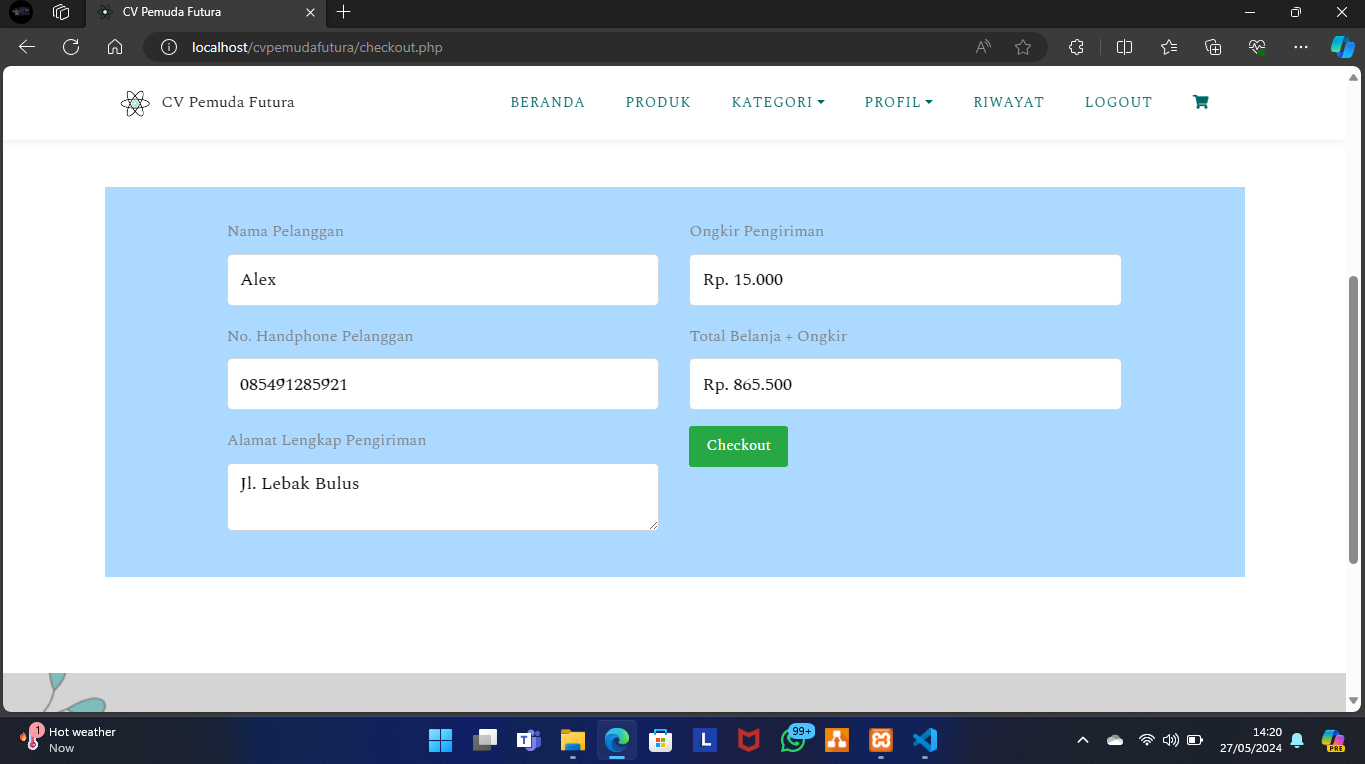 CV Pemuda Futura
localhost/cvpemudafutura/checkout.php
CV Pemuda Futura
BERANDA PRODUK KATEGORI PROFIL RIWAYAT LOGOUT
Nama Pelanggan
Alex
No. Handphone Pelanggan
085491285921
Alamat Lengkap Pengiriman
Jl. Lebak Bulus
Ongkir Pengiriman
Rp. 15.000
Total Belanja + Ongkir
Rp. 865.500
Checkout
1
Hot weather
Now
T
L
99+
14:20
27/05/2024
PRE